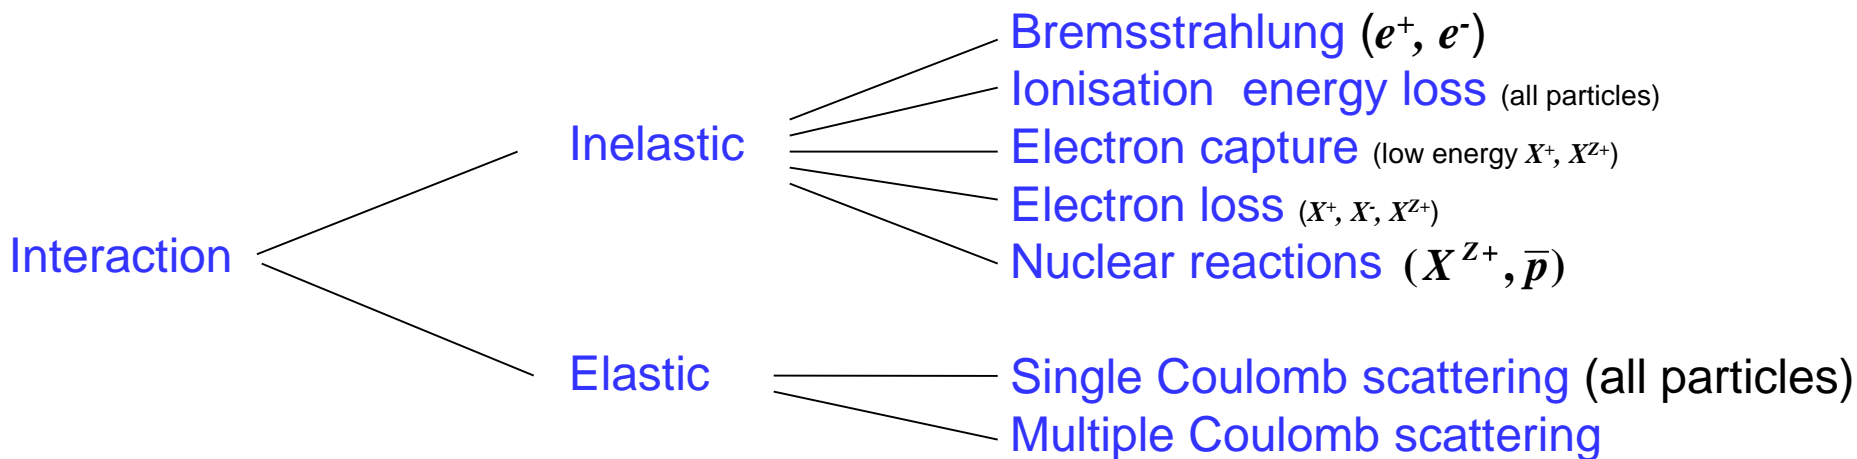 Bremsstrahlung (e⁺, e⁻)
Ionisation energy loss (all particles)
Inelastic
Electron capture (low energy X⁺, Xᶻ⁺)
Electron loss (X⁺, X⁻, Xᶻ⁺)
Interaction
Nuclear reactions (Xᶻ⁺, p̅)
Elastic
Single Coulomb scattering (all particles)
Multiple Coulomb scattering